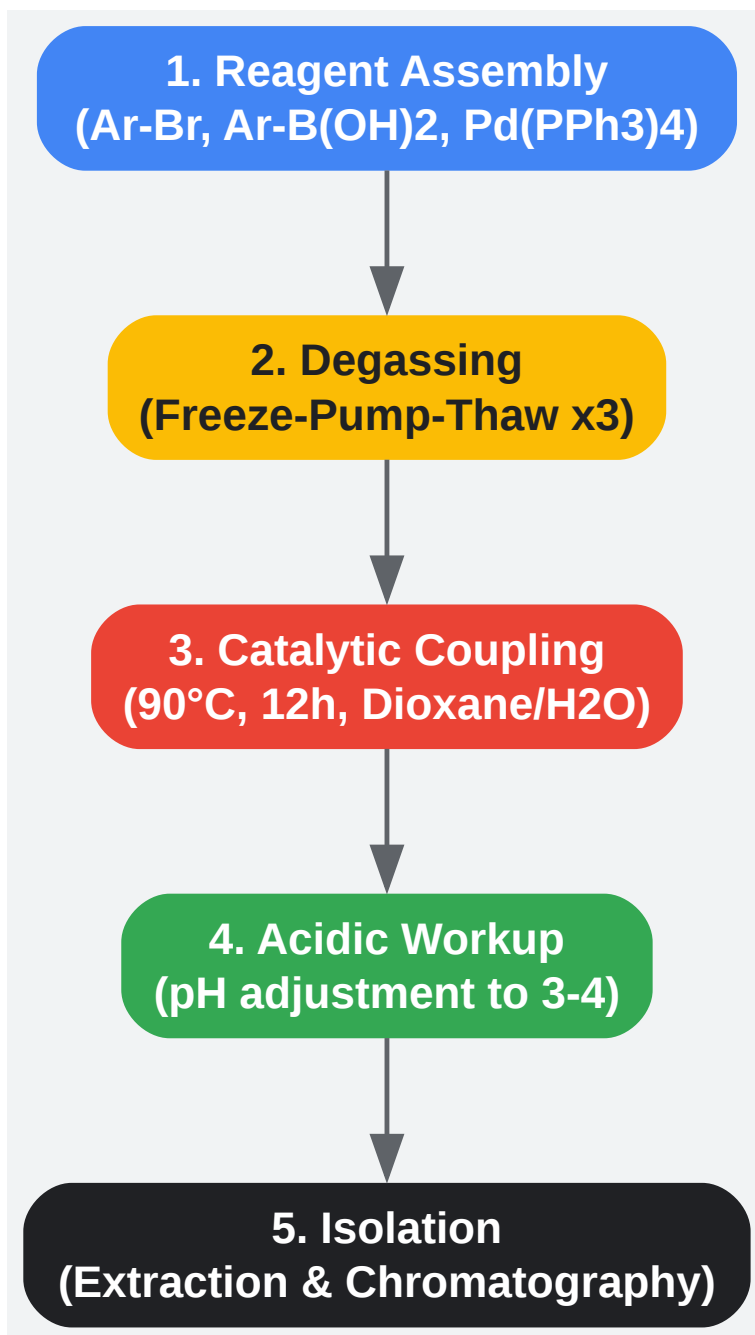 1. Reagent Assembly
(Ar-Br, Ar-B(OH)2, Pd(PPh3)4)
2. Degassing
(Freeze-Pump-Thaw x3)
3. Catalytic Coupling
(90°C, 12h, Dioxane/H2O)
4. Acidic Workup
(pH adjustment to 3-4)
5. Isolation
(Extraction & Chromatography)